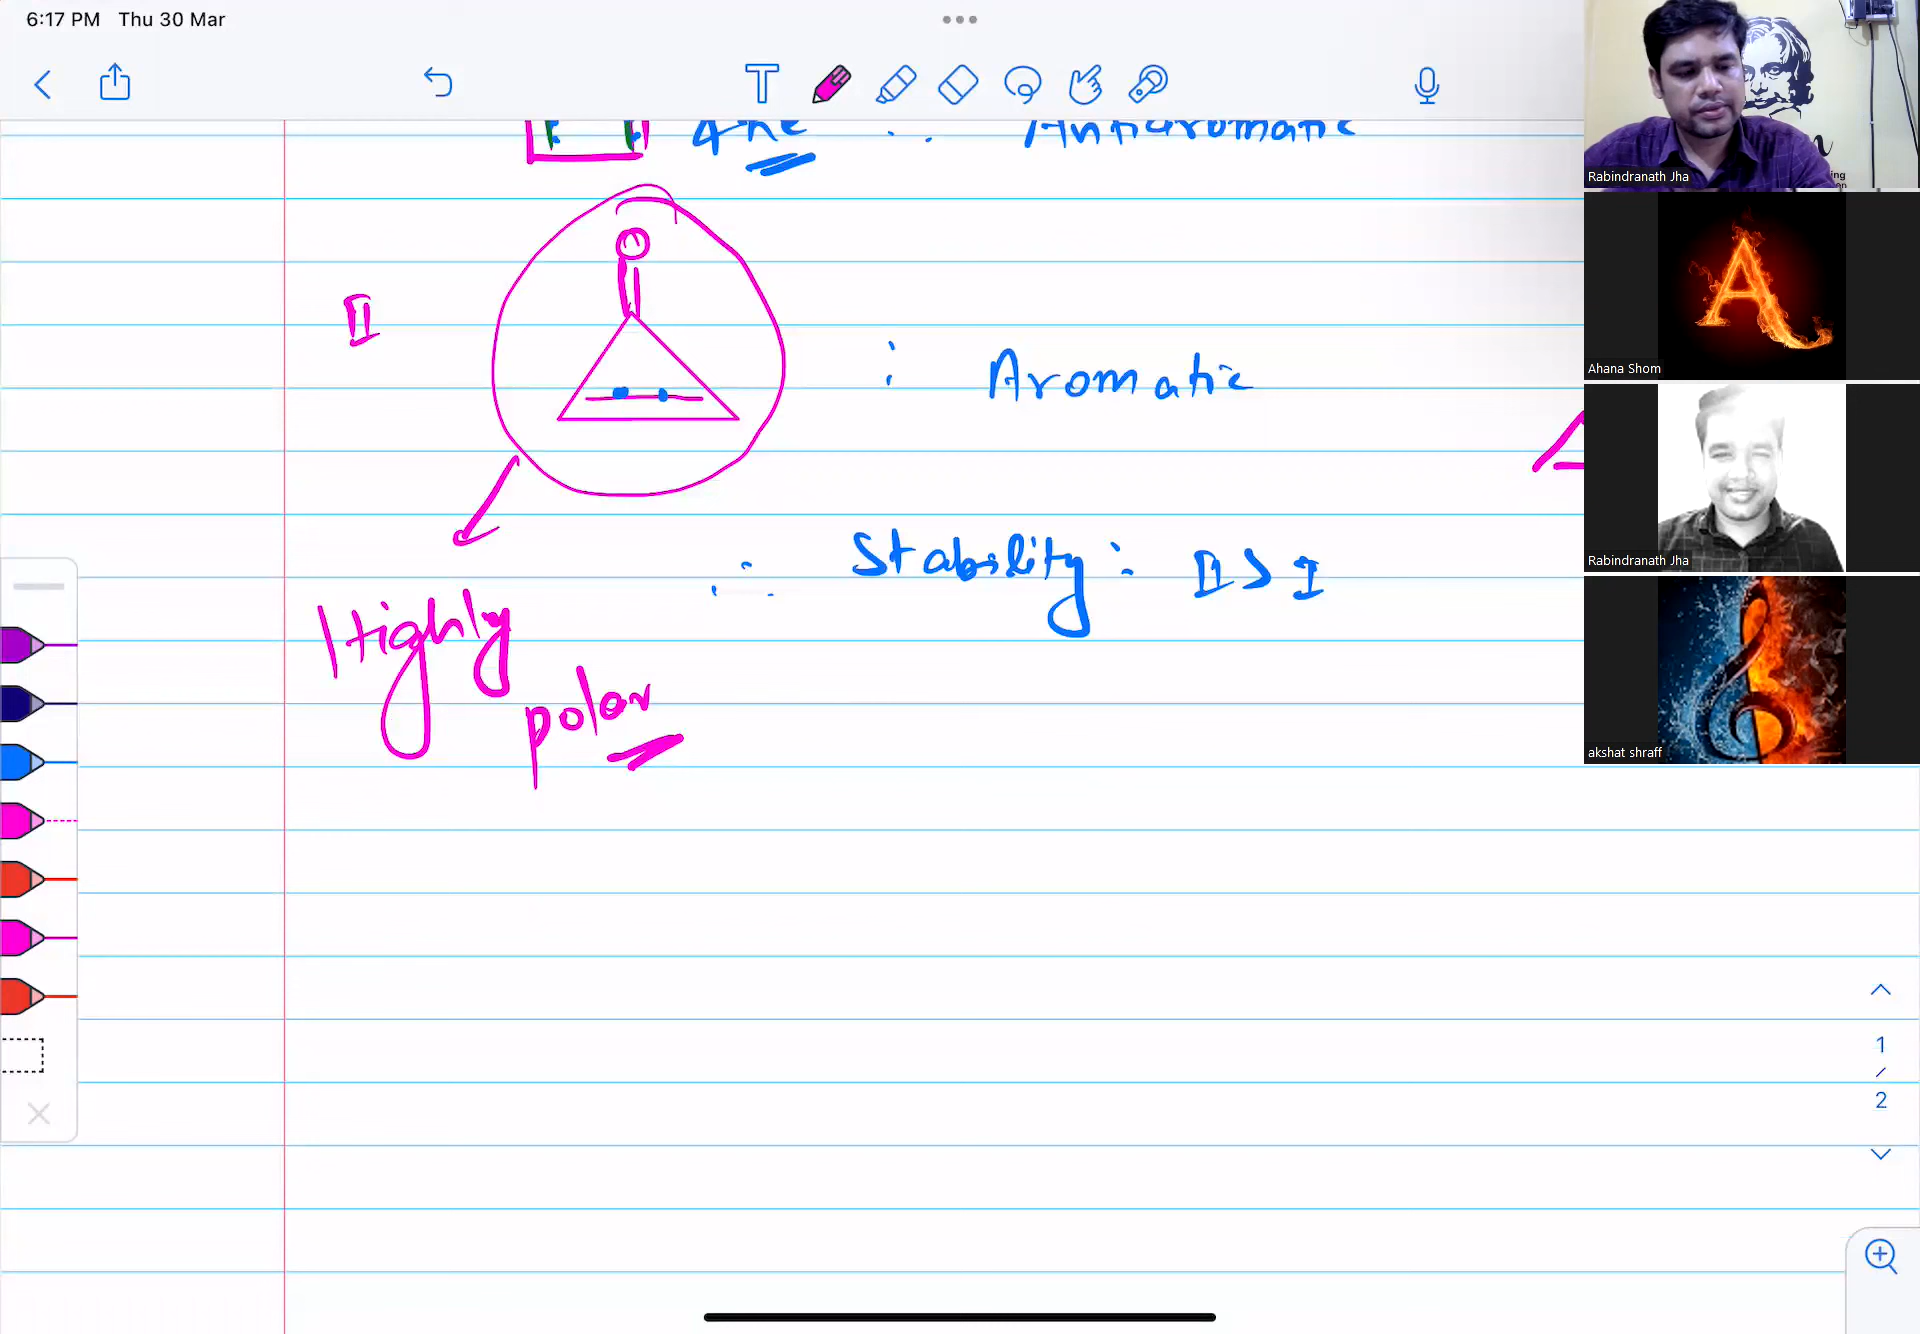 6:17 PM Thu 30 Mar
T
4πe ∴ Antiaromatic
O
II
: Aromatic
∴ Stability: II > I
Highly
polar
Rabindranath Jha
A
Ahana Shom
Rabindranath Jha
akshat shraff
1
/
2